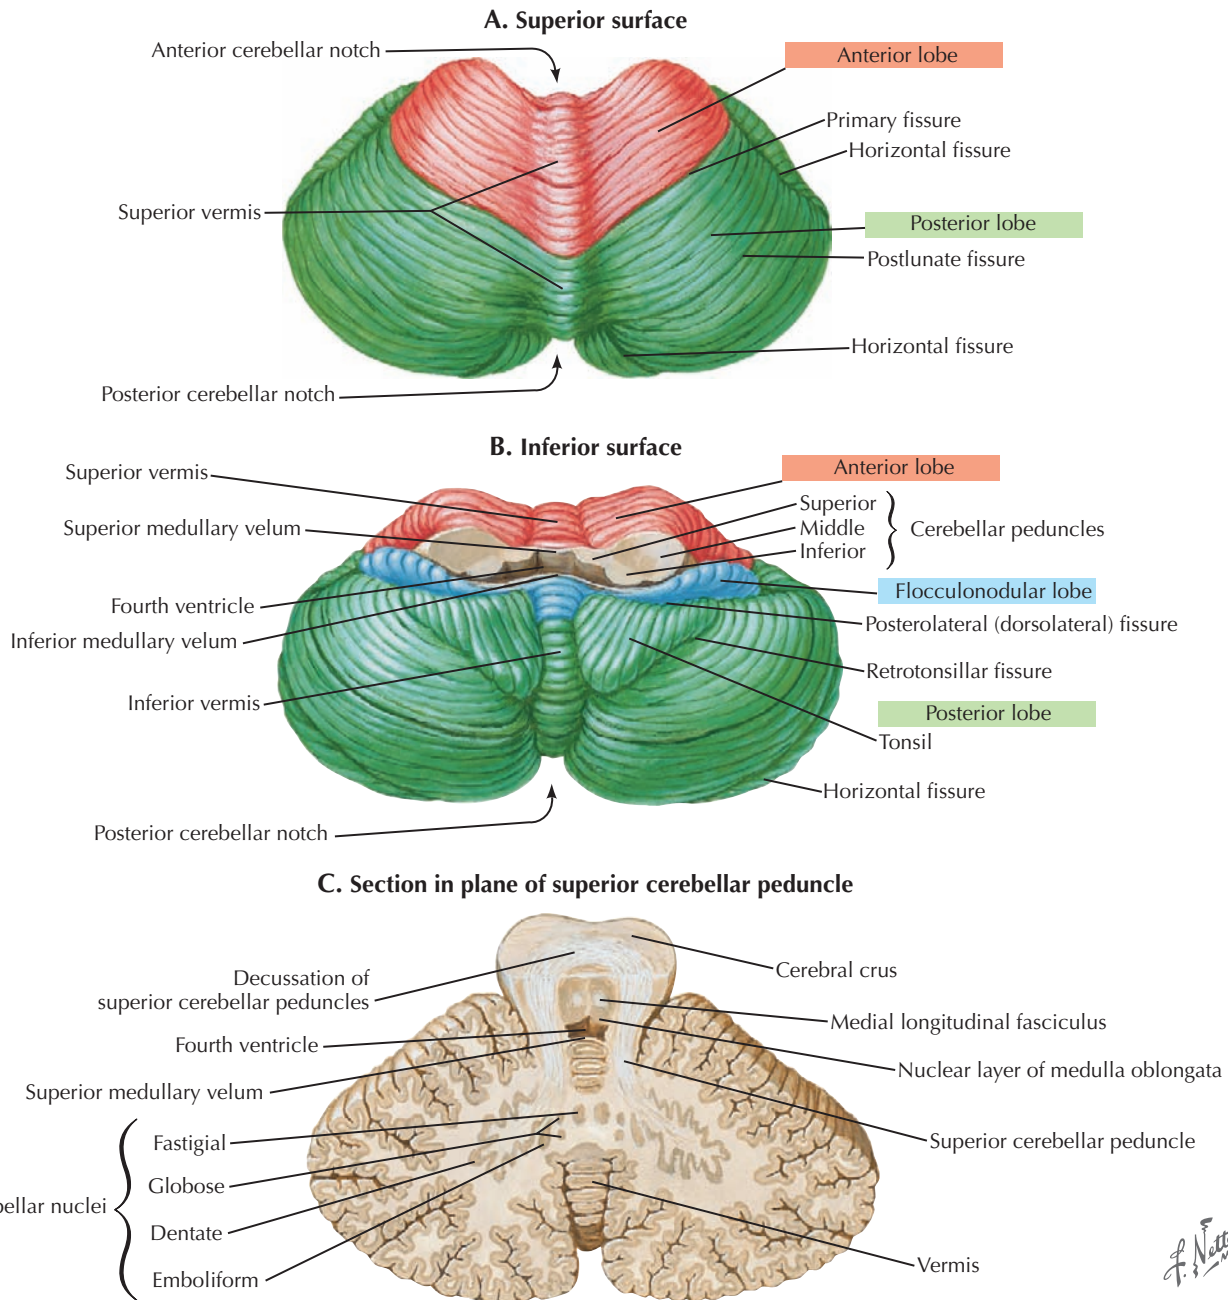 A. Superior surface
Anterior cerebellar notch
Anterior lobe
Primary fissure
Horizontal fissure
Superior vermis
Posterior lobe
Postlunate fissure
Horizontal fissure
Posterior cerebellar notch
B. Inferior surface
Superior vermis
Anterior lobe
Superior
Superior medullary velum
Middle
Cerebellar peduncles
Inferior
Flocculonodular lobe
Fourth ventricle
Posterolateral (dorsolateral) fissure
Inferior medullary velum
Retrotonsillar fissure
Inferior vermis
Posterior lobe
Tonsil
Horizontal fissure
Posterior cerebellar notch
C. Section in plane of superior cerebellar peduncle
Decussation of
superior cerebellar peduncles
Cerebral crus
Medial longitudinal fasciculus
Fourth ventricle
Nuclear layer of medulla oblongata
Superior medullary velum
Fastigial
Superior cerebellar peduncle
Globose
nuclei
Dentate
Vermis
Emboliform